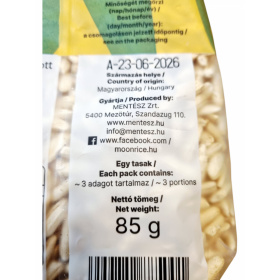 Minőségét megőrzi
(nap/hónap/év) /
Best before
(day/month/year):
a csomagoláson jelzett időpontig /
see on the packaging
A-23-06-2026
Származás helye /
Country of origin:
Magyarország / Hungary
Gyártja / Produced by:
MENTÉSZ Zrt.
5400 Mezőtúr, Szandazug 110.
www.mentesz.hu
info@mentesz.hu
www.facebook.com /
moonrice.hu
Egy tasak /
Each pack contains:
~ 3 adagot tartalmaz / ~ 3 portions
Nettó tömeg /
Net weight:
85 g